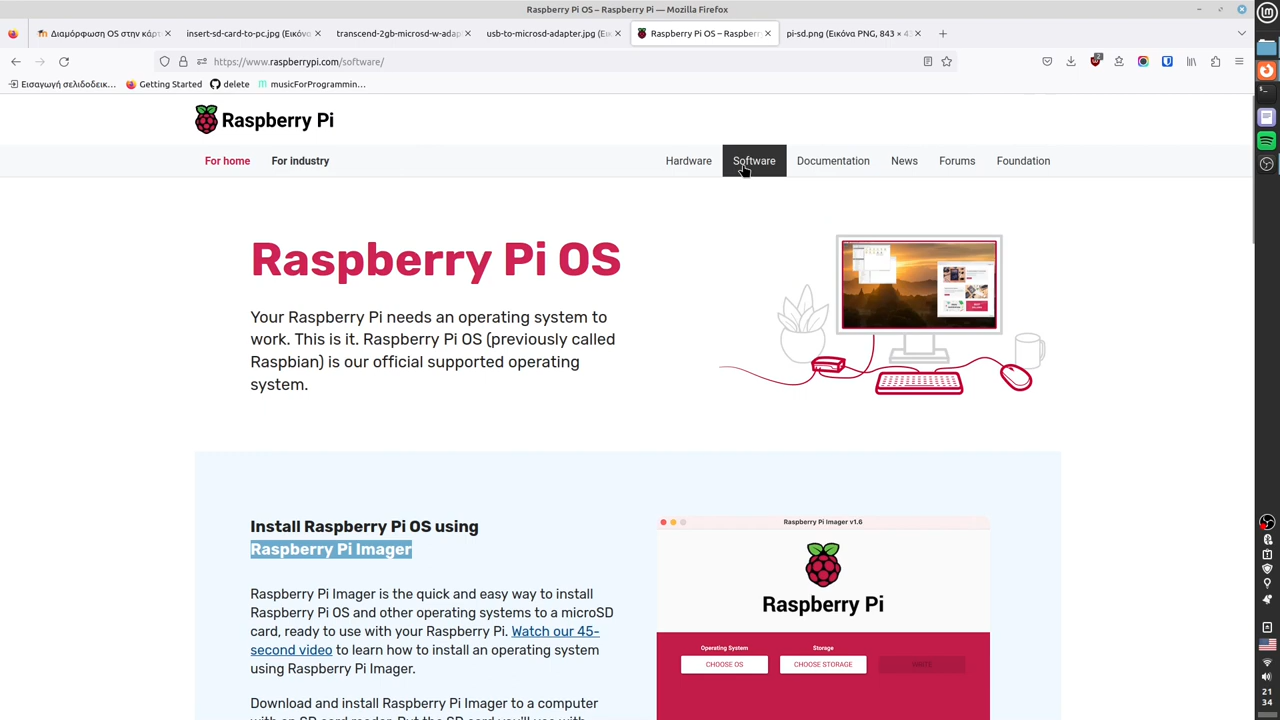 Raspberry Pi OS – Raspberry Pi — Mozilla Firefox
Διαμόρφωση OS στην κάρτ
insert-sd-card-to-pc.jpg (Εικόνα
transcend-2gb-microsd-w-adap
usb-to-microsd-adapter.jpg (Εικ
Raspberry Pi OS – Raspberr
pi-sd.png (Εικόνα PNG, 843 × 4
https://www.raspberrypi.com/software/
Εισαγωγή σελιδοδεικ...
Getting Started
delete
musicForProgrammin...
Raspberry Pi
For home
For industry
Hardware
Software
Documentation
News
Forums
Foundation
Raspberry Pi OS
Your Raspberry Pi needs an operating system to
work. This is it. Raspberry Pi OS (previously called
Raspbian) is our official supported operating
system.
Install Raspberry Pi OS using
Raspberry Pi Imager
Raspberry Pi Imager is the quick and easy way to install
Raspberry Pi OS and other operating systems to a microSD
card, ready to use with your Raspberry Pi. Watch our 45-
second video to learn how to install an operating system
using Raspberry Pi Imager.
Download and install Raspberry Pi Imager to a computer
Raspberry Pi Imager v1.6
Raspberry Pi
Operating System
Storage
CHOOSE OS
CHOOSE STORAGE
21
34